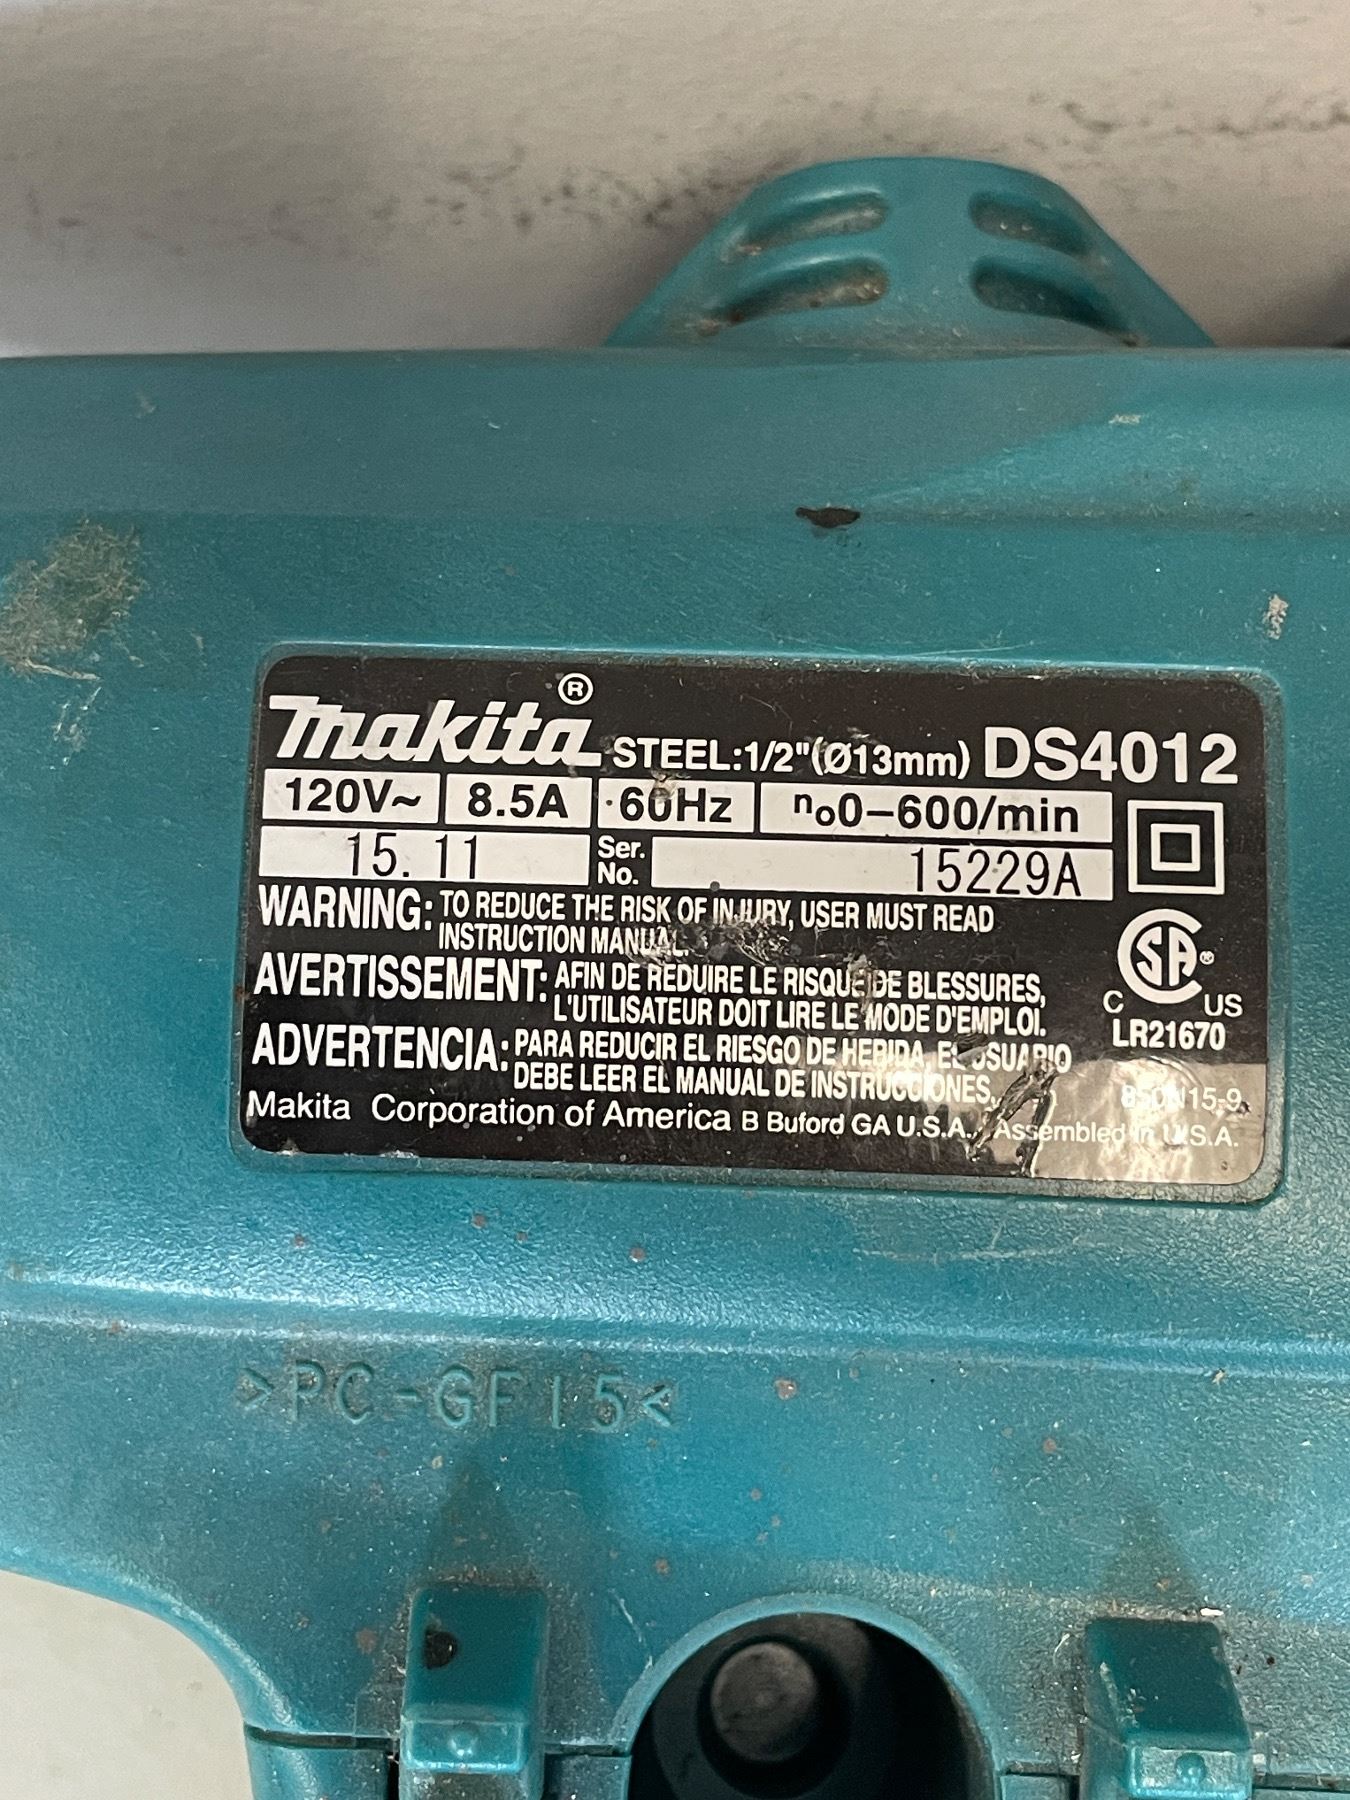 makita® STEEL:1/2"(Ø13mm) DS4012
120V~ 8.5A 60Hz no0–600/min
15. 11 Ser. No. 15229A
WARNING: TO REDUCE THE RISK OF INJURY, USER MUST READ
INSTRUCTION MANUAL.
AVERTISSEMENT: AFIN DE REDUIRE LE RISQUE DE BLESSURES,
L'UTILISATEUR DOIT LIRE LE MODE D'EMPLOI.
ADVERTENCIA: PARA REDUCIR EL RIESGO DE HERIDA, EL USUARIO
DEBE LEER EL MANUAL DE INSTRUCCIONES.
SA®
C US
LR21670
Makita Corporation of America B Buford GA U.S.A. Assembled in U.S.A.
>PC-GF15<